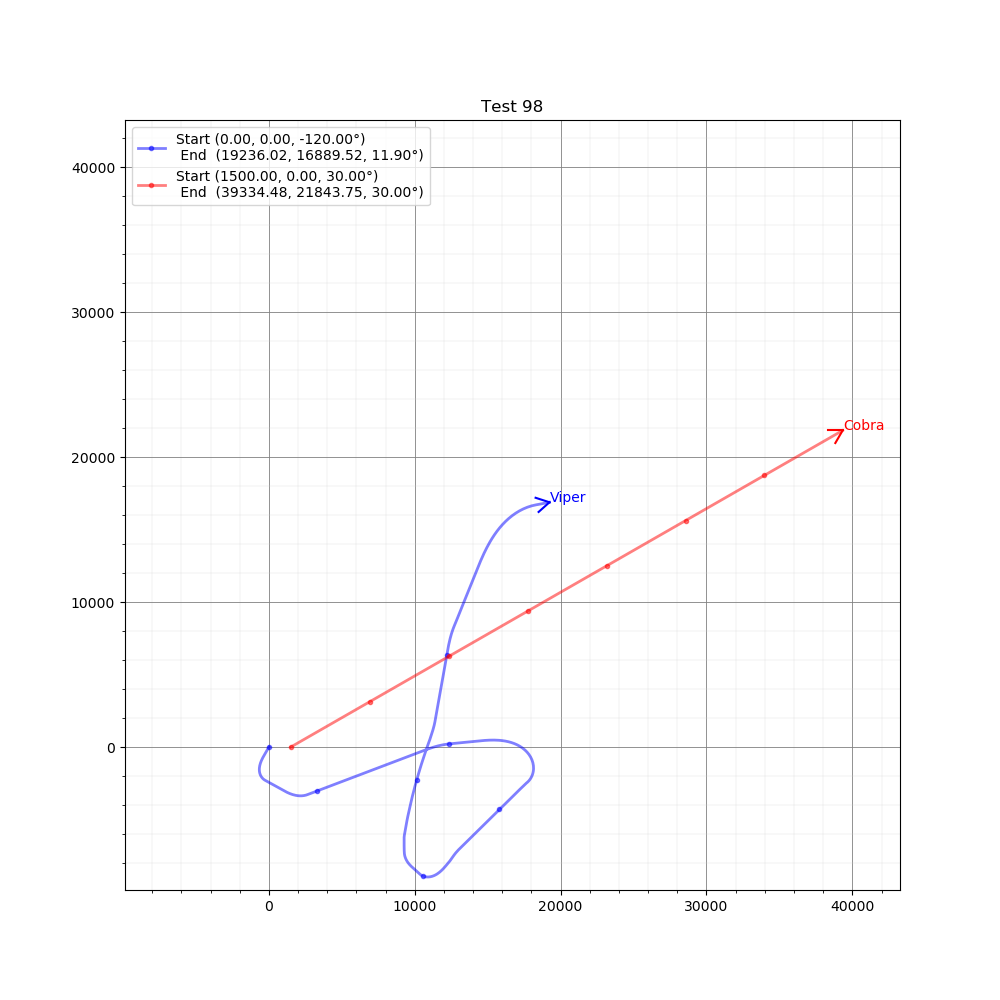 Test 98
Start (0.00, 0.00, -120.00°)
End  (19236.02, 16889.52, 11.90°)
Start (1500.00, 0.00, 30.00°)
End  (39334.48, 21843.75, 30.00°)
40000
30000
20000
10000
0
Cobra
Viper
0 10000 20000 30000 40000